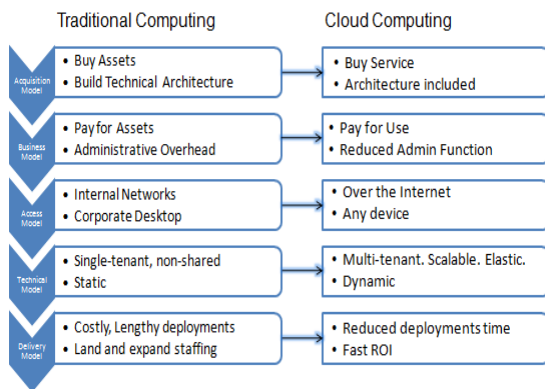 Traditional Computing
Cloud Computing
Acquisition
Model
• Buy Assets
• Build Technical Architecture
• Buy Service
• Architecture included
Business
Model
• Pay for Assets
• Administrative Overhead
• Pay for Use
• Reduced Admin Function
Access
Model
• Internal Networks
• Corporate Desktop
• Over the Internet
• Any device
Technical
Model
• Single-tenant, non-shared
• Static
• Multi-tenant. Scalable. Elastic.
• Dynamic
Delivery
Model
• Costly, Lengthy deployments
• Land and expand staffing
• Reduced deployments time
• Fast ROI